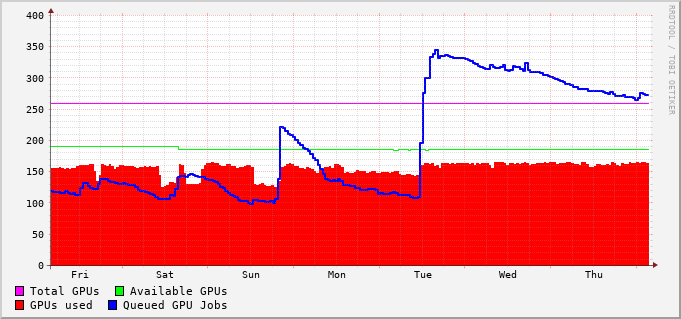 400
350
300
250
200
150
100
50
0
Fri Sat Sun Mon Tue Wed Thu
Total GPUs Available GPUs
GPUs used Queued GPU Jobs
RRDTOOL / TOBI OETIKER